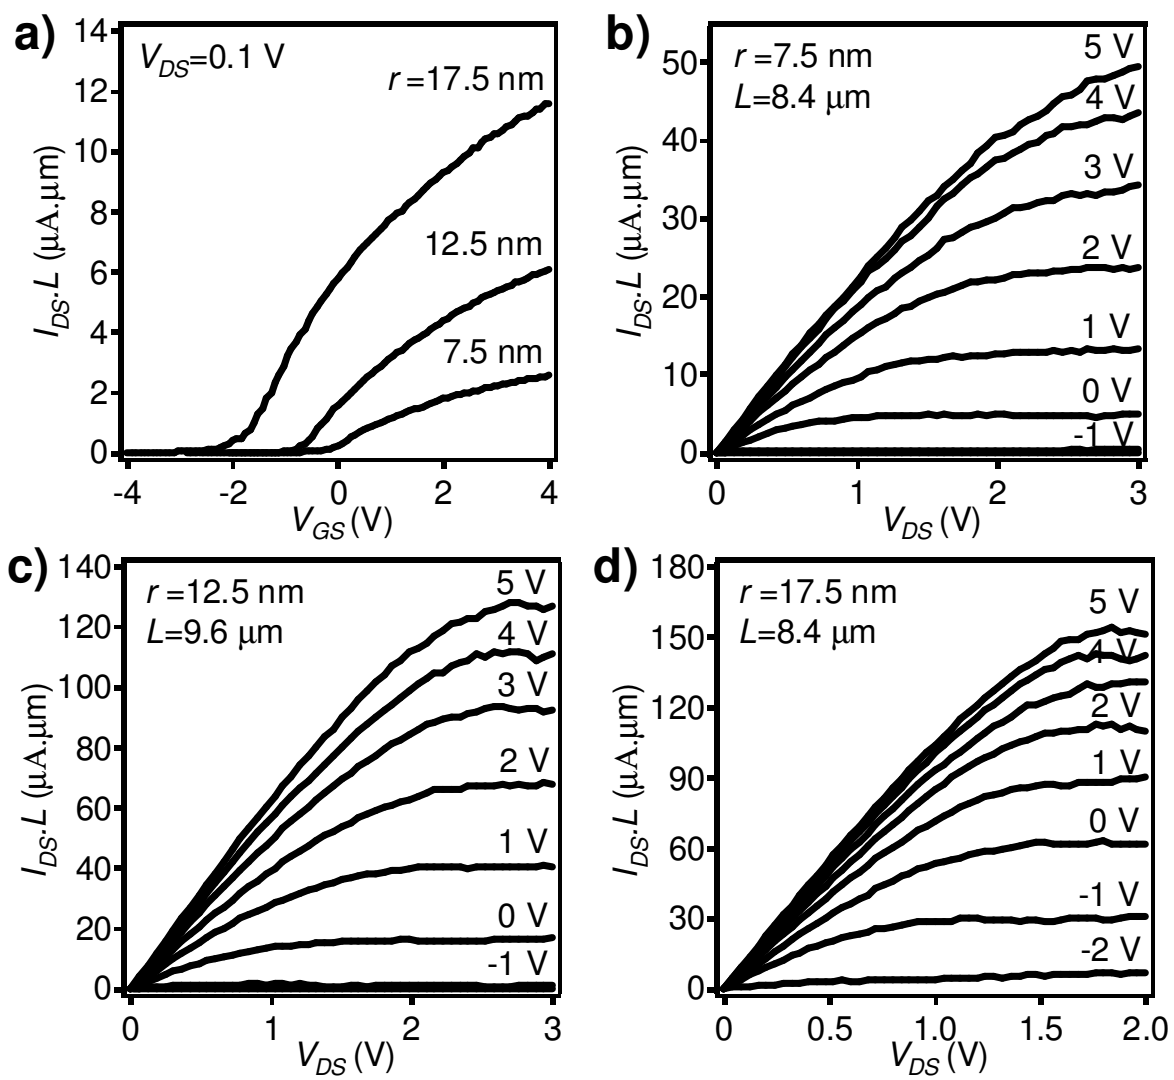 a)
V_DS=0.1 V
r=17.5 nm
12.5 nm
7.5 nm
14
12
10
8
6
4
2
0
-4 -2 0 2 4
I_DS.L (μA.μm)
V_GS (V)
b)
r=7.5 nm
L=8.4 μm
5 V
4 V
3 V
2 V
1 V
0 V
-1 V
50
40
30
20
10
0
0 1 2 3
I_DS.L (μA.μm)
V_DS (V)
c)
r=12.5 nm
L=9.6 μm
5 V
4 V
3 V
2 V
1 V
0 V
-1 V
140
120
100
80
60
40
20
0
0 1 2 3
I_DS.L (μA.μm)
V_DS (V)
d)
r=17.5 nm
L=8.4 μm
5 V
4 V
2 V
1 V
0 V
-1 V
-2 V
180
150
120
90
60
30
0
0 0.5 1.0 1.5 2.0
I_DS.L (μA.μm)
V_DS (V)